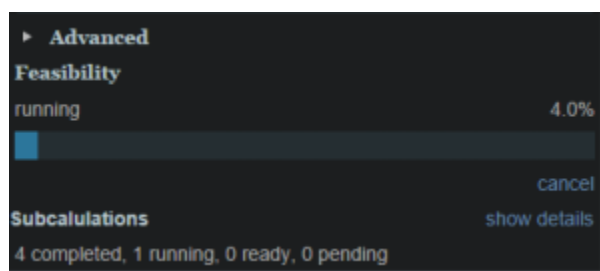 Advanced
Feasibility
running 4.0%
cancel
Subcalulations show details
4 completed, 1 running, 0 ready, 0 pending